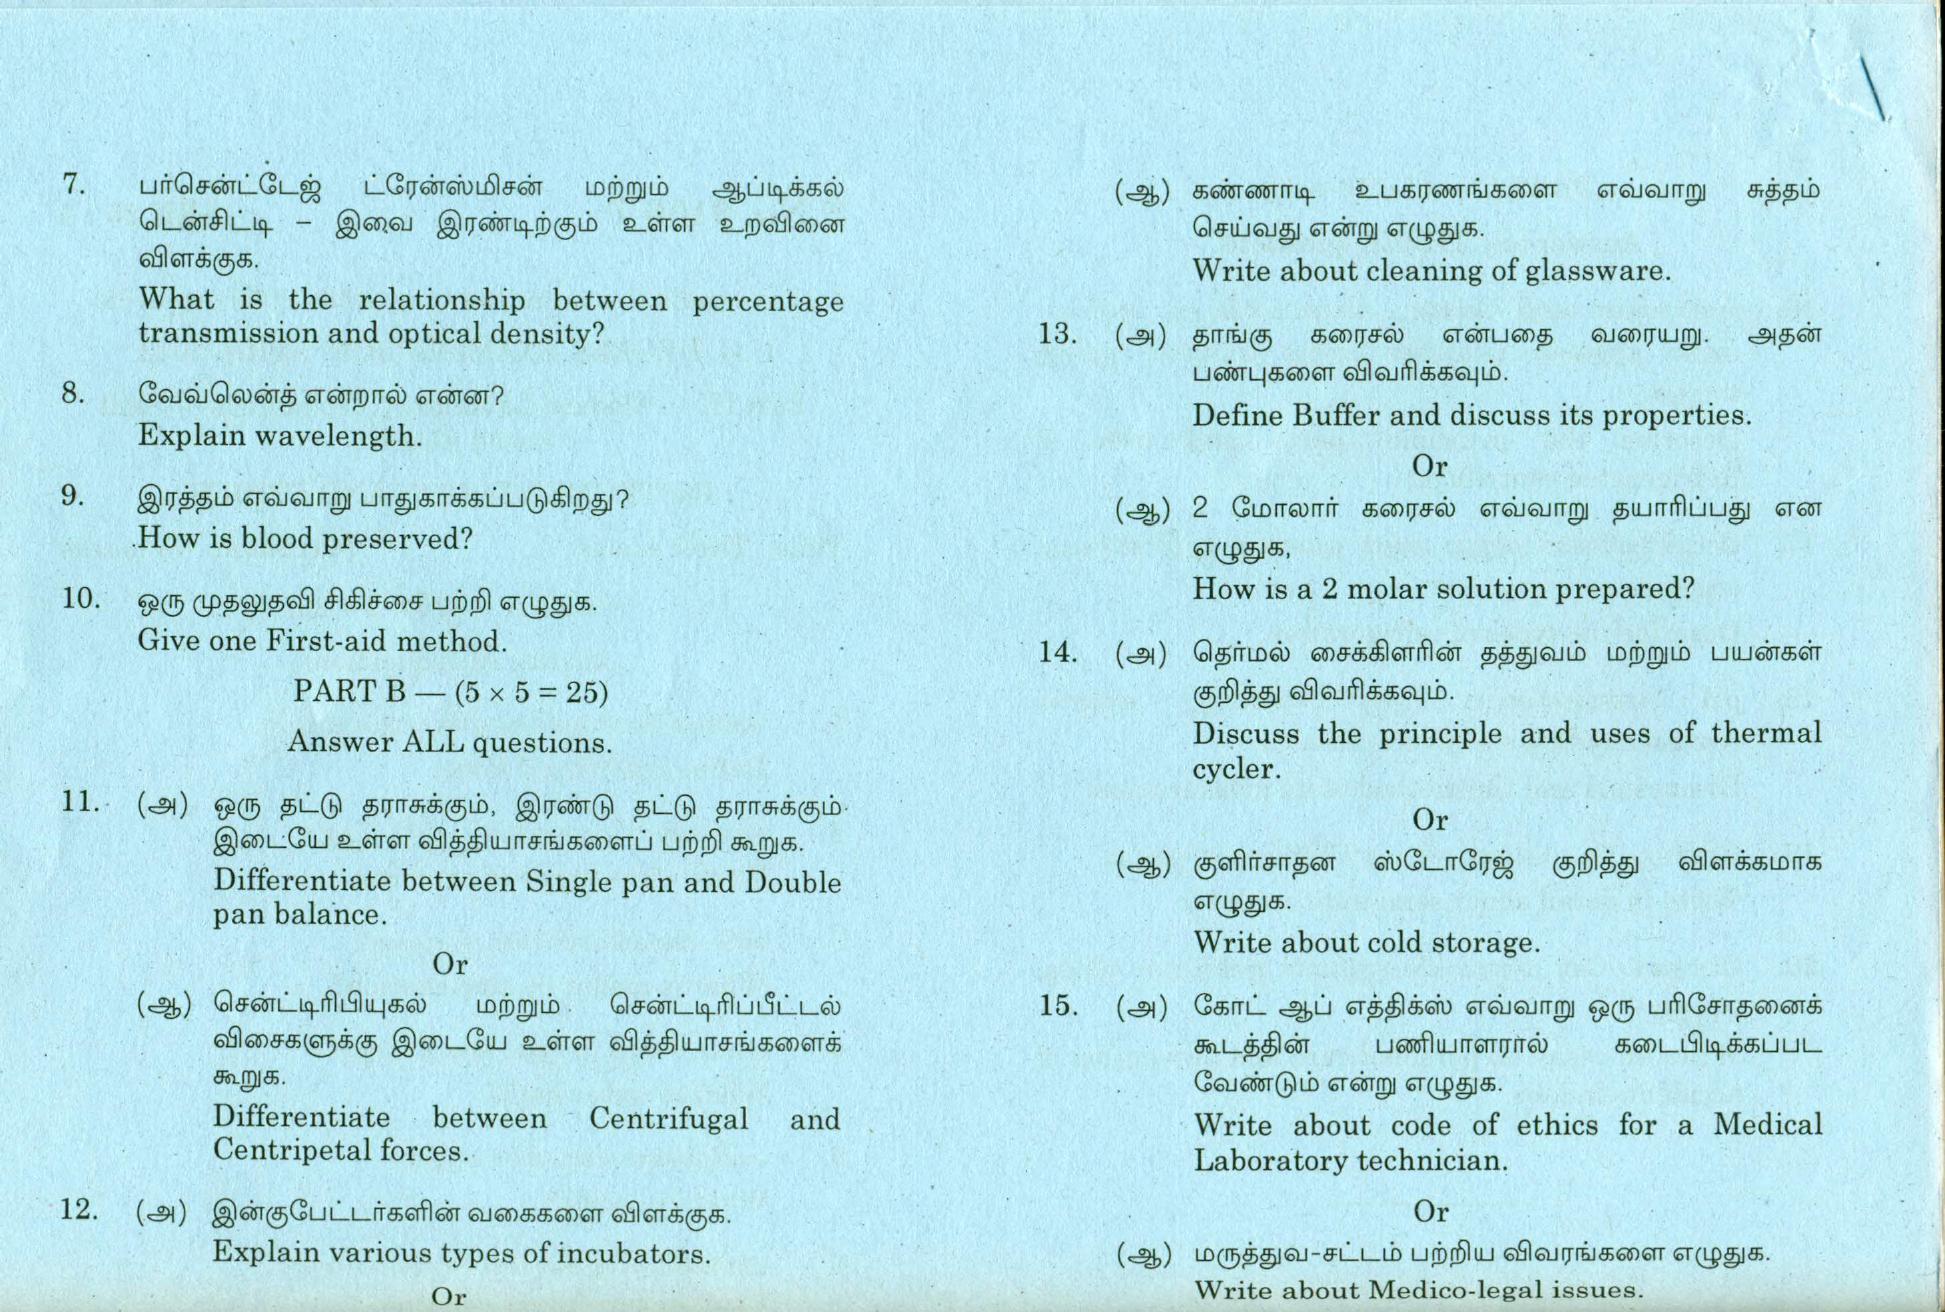 7. பர்சென்ட்டேஜ் ட்ரேன்ஸ்மிசன் மற்றும் ஆப்டிக்கல்
டென்சிட்டி – இவை இரண்டிற்கும் உள்ள உறவினை
விளக்குக.
What is the relationship between percentage
transmission and optical density?
8. வேவ்லென்த் என்றால் என்ன?
Explain wavelength.
9. இரத்தம் எவ்வாறு பாதுகாக்கப்படுகிறது?
How is blood preserved?
10. ஒரு முதலுதவி சிகிச்சை பற்றி எழுதுக.
Give one First-aid method.
PART B — (5 × 5 = 25)
Answer ALL questions.
11. (அ) ஒரு தட்டு தராசுக்கும், இரண்டு தட்டு தராசுக்கும்
இடையே உள்ள வித்தியாசங்களைப் பற்றி கூறுக.
Differentiate between Single pan and Double
pan balance.
Or
(ஆ) சென்ட்டிரிபியுகல் மற்றும் சென்ட்டிரிப்பீட்டல்
விசைகளுக்கு இடையே உள்ள வித்தியாசங்களைக்
கூறுக.
Differentiate between Centrifugal and
Centripetal forces.
12. (அ) இன்குபேட்டர்களின் வகைகளை விளக்குக.
Explain various types of incubators.
Or
(ஆ) கண்ணாடி உபகரணங்களை எவ்வாறு சுத்தம்
செய்வது என்று எழுதுக.
Write about cleaning of glassware.
13. (அ) தாங்கு கரைசல் என்பதை வரையறு. அதன்
பண்புகளை விவரிக்கவும்.
Define Buffer and discuss its properties.
Or
(ஆ) 2 மோலார் கரைசல் எவ்வாறு தயாரிப்பது என
எழுதுக,
How is a 2 molar solution prepared?
14. (அ) தெர்மல் சைக்கிளரின் தத்துவம் மற்றும் பயன்கள்
குறித்து விவரிக்கவும்.
Discuss the principle and uses of thermal
cycler.
Or
(ஆ) குளிர்சாதன ஸ்டோரேஜ் குறித்து விளக்கமாக
எழுதுக.
Write about cold storage.
15. (அ) கோட் ஆப் எத்திக்ஸ் எவ்வாறு ஒரு பரிசோதனைக்
கூடத்தின் பணியாளரால் கடைபிடிக்கப்பட
வேண்டும் என்று எழுதுக.
Write about code of ethics for a Medical
Laboratory technician.
Or
(ஆ) மருத்துவ-சட்டம் பற்றிய விவரங்களை எழுதுக.
Write about Medico-legal issues.